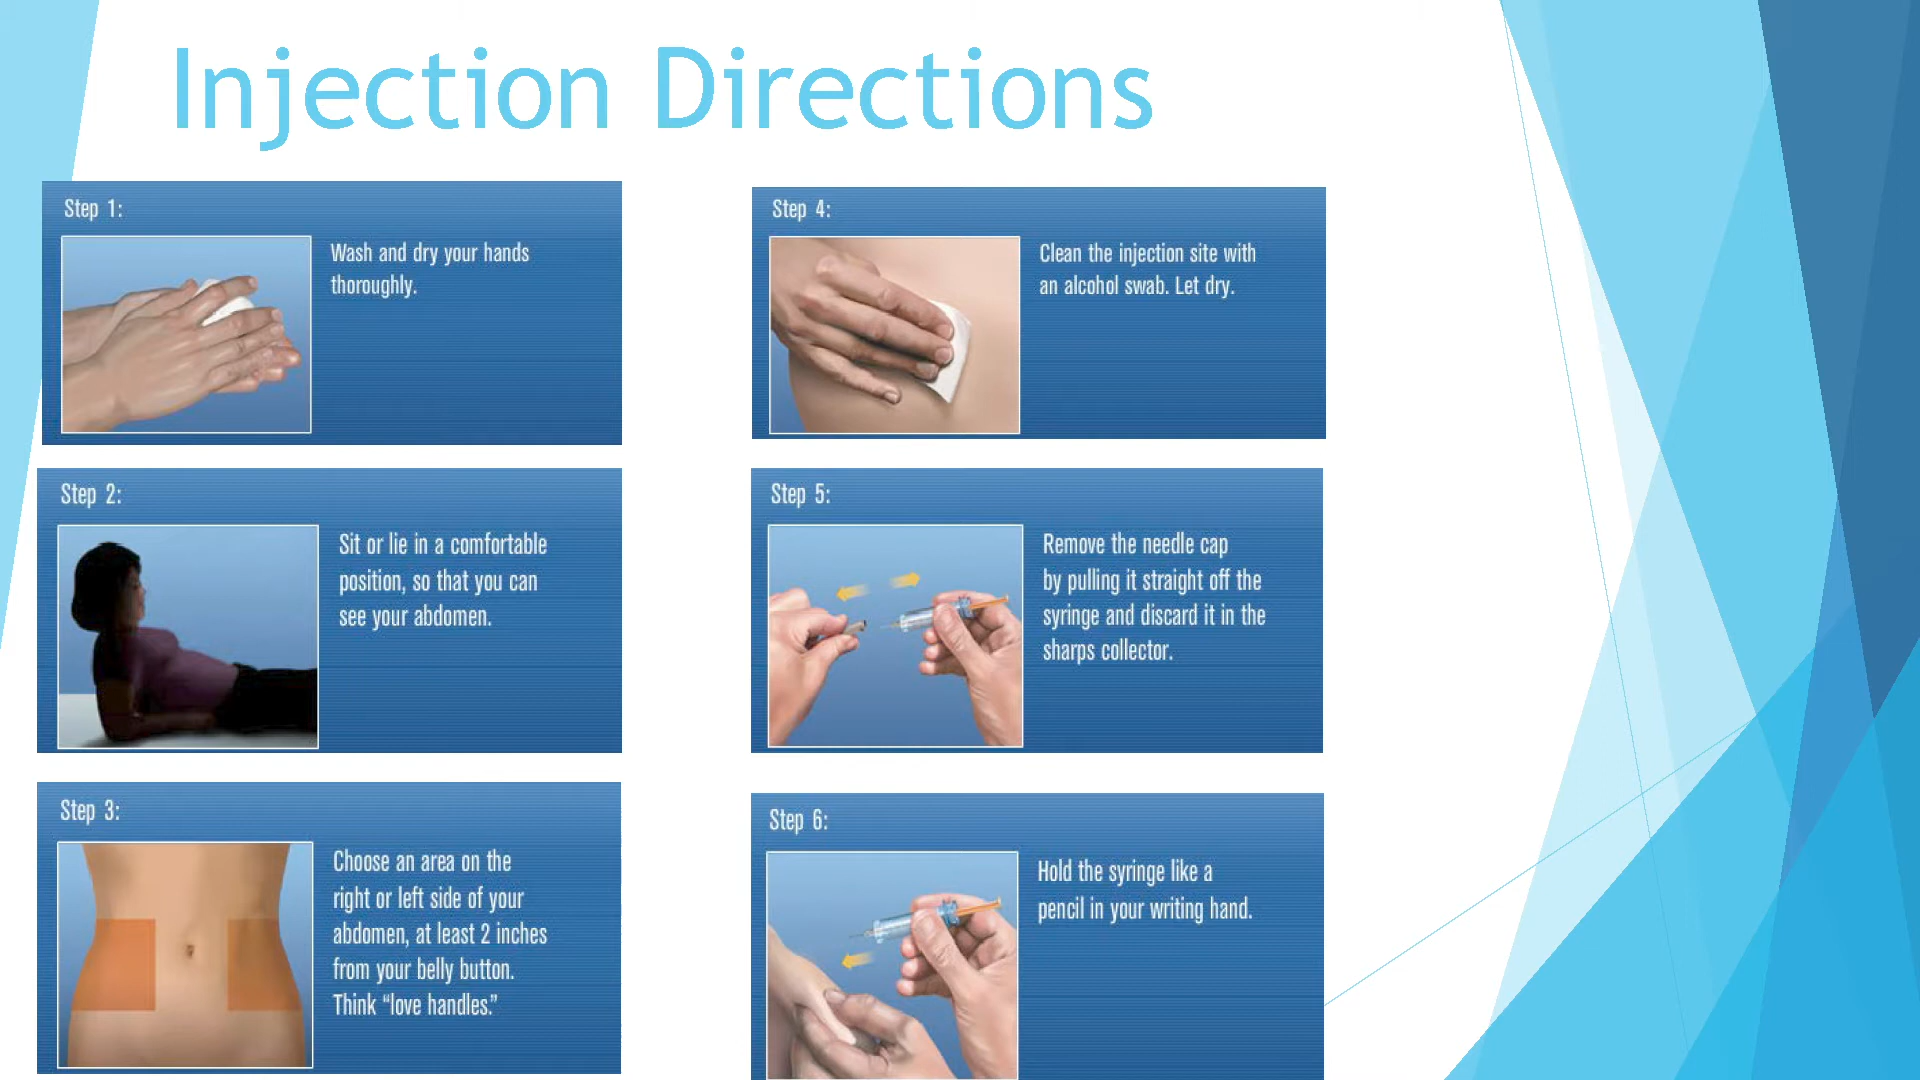 Injection Directions
Step 1:
Wash and dry your hands
thoroughly.
Step 2:
Sit or lie in a comfortable
position, so that you can
see your abdomen.
Step 3:
Choose an area on the
right or left side of your
abdomen, at least 2 inches
from your belly button.
Think “love handles.”
Step 4:
Clean the injection site with
an alcohol swab. Let dry.
Step 5:
Remove the needle cap
by pulling it straight off the
syringe and discard it in the
sharps collector.
Step 6:
Hold the syringe like a
pencil in your writing hand.